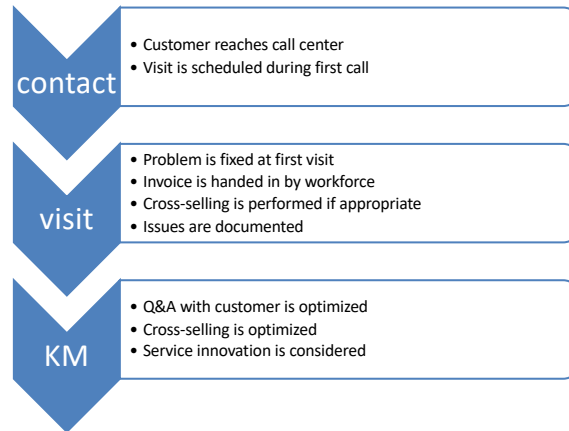 contact
• Customer reaches call center
• Visit is scheduled during first call
visit
• Problem is fixed at first visit
• Invoice is handed in by workforce
• Cross-selling is performed if appropriate
• Issues are documented
KM
• Q&A with customer is optimized
• Cross-selling is optimized
• Service innovation is considered